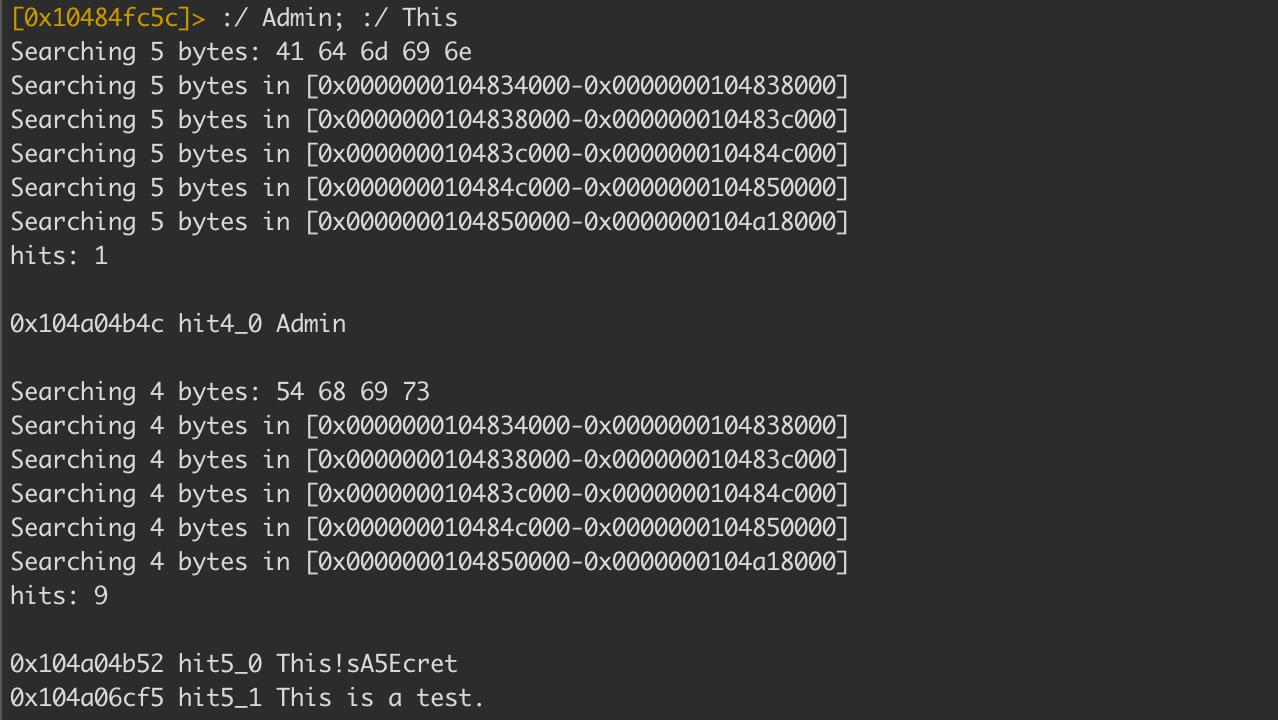 [0x10484fc5c]> :/ Admin; :/ This
Searching 5 bytes: 41 64 6d 69 6e
Searching 5 bytes in [0x0000000104834000-0x0000000104838000]
Searching 5 bytes in [0x0000000104838000-0x000000010483c000]
Searching 5 bytes in [0x000000010483c000-0x000000010484c000]
Searching 5 bytes in [0x000000010484c000-0x0000000104850000]
Searching 5 bytes in [0x0000000104850000-0x0000000104a18000]
hits: 1
0x104a04b4c hit4_0 Admin
Searching 4 bytes: 54 68 69 73
Searching 4 bytes in [0x0000000104834000-0x0000000104838000]
Searching 4 bytes in [0x0000000104838000-0x000000010483c000]
Searching 4 bytes in [0x000000010483c000-0x000000010484c000]
Searching 4 bytes in [0x000000010484c000-0x0000000104850000]
Searching 4 bytes in [0x0000000104850000-0x0000000104a18000]
hits: 9
0x104a04b52 hit5_0 This!sA5Ecret
0x104a06cf5 hit5_1 This is a test.